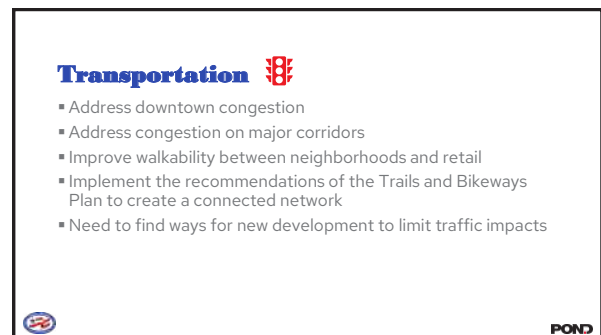 Transportation
▪ Address downtown congestion
▪ Address congestion on major corridors
▪ Improve walkability between neighborhoods and retail
▪ Implement the recommendations of the Trails and Bikeways
Plan to create a connected network
▪ Need to find ways for new development to limit traffic impacts
POND